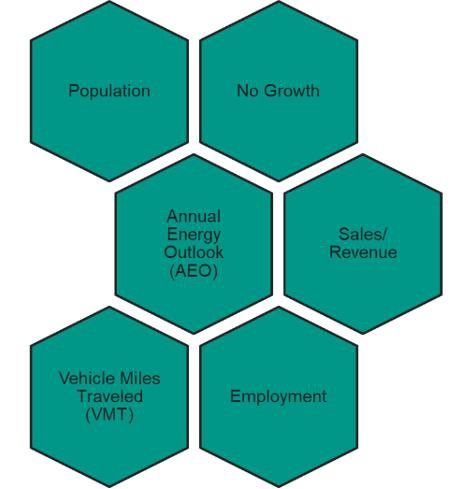 Population
No Growth
Annual
Energy
Outlook
(AEO)
Sales/
Revenue
Vehicle Miles
Traveled
(VMT)
Employment